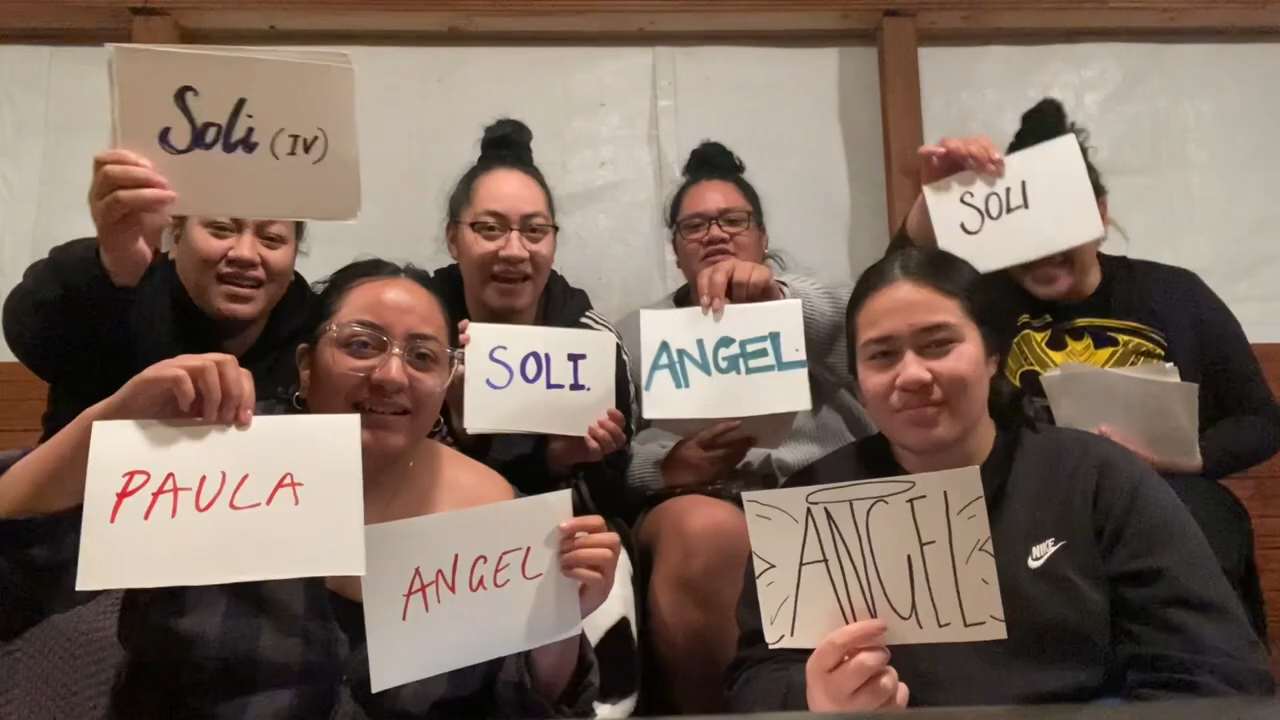 Soli (IV)
SOLI
SOLI.
ANGEL.
PAULA
ANGEL
ANGEL
NIKE